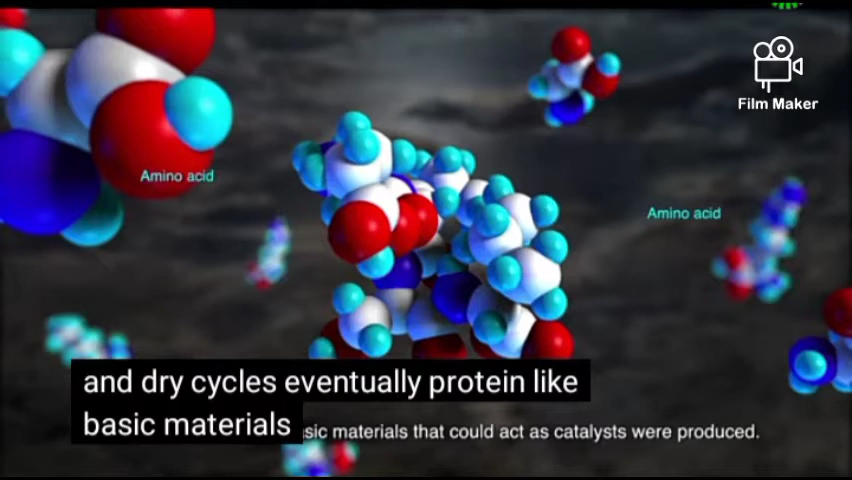 Film Maker
Amino acid
Amino acid
and dry cycles eventually protein like
basic materials
sic materials that could act as catalysts were produced.